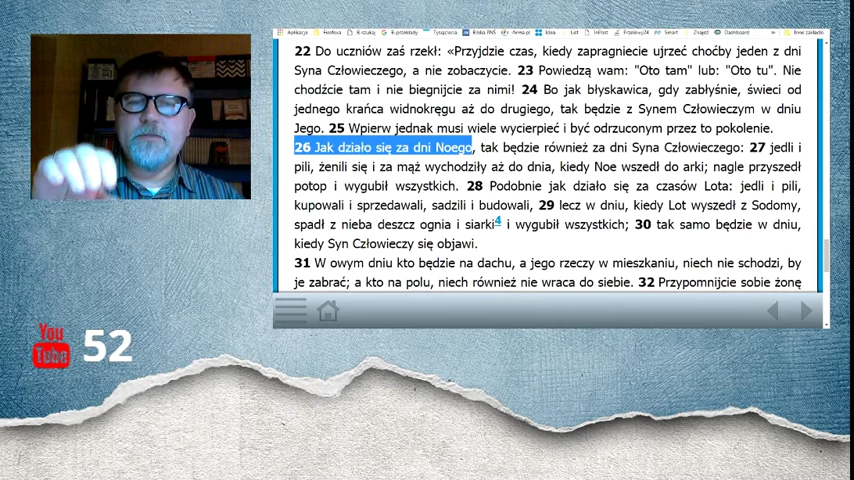 Aplikacje Firefoxa B-szukaj B-przekłady Tysiąclecia Biblia PNS ifirma.pl Idea List InPost Przelewy24 Smart Znajdź Dashboard » Inne zakładki
22 Do uczniów zaś rzekł: «Przyjdzie czas, kiedy zapragniecie ujrzeć choćby jeden z dni
Syna Człowieczego, a nie zobaczycie. 23 Powiedzą wam: "Oto tam" lub: "Oto tu". Nie
chodźcie tam i nie biegnijcie za nimi! 24 Bo jak błyskawica, gdy zabłyśnie, świeci od
jednego krańca widnokręgu aż do drugiego, tak będzie z Synem Człowieczym w dniu
Jego. 25 Wpierw jednak musi wiele wycierpieć i być odrzuconym przez to pokolenie.
26 Jak działo się za dni Noego, tak będzie również za dni Syna Człowieczego: 27 jedli i
pili, żenili się i za mąż wychodziły aż do dnia, kiedy Noe wszedł do arki; nagle przyszedł
potop i wygubił wszystkich. 28 Podobnie jak działo się za czasów Lota: jedli i pili,
kupowali i sprzedawali, sadzili i budowali, 29 lecz w dniu, kiedy Lot wyszedł z Sodomy,
spadł z nieba deszcz ognia i siarki4 i wygubił wszystkich; 30 tak samo będzie w dniu,
kiedy Syn Człowieczy się objawi.
31 W owym dniu kto będzie na dachu, a jego rzeczy w mieszkaniu, niech nie schodzi, by
je zabrać; a kto na polu, niech również nie wraca do siebie. 32 Przypomnijcie sobie żonę
You
Tube 52